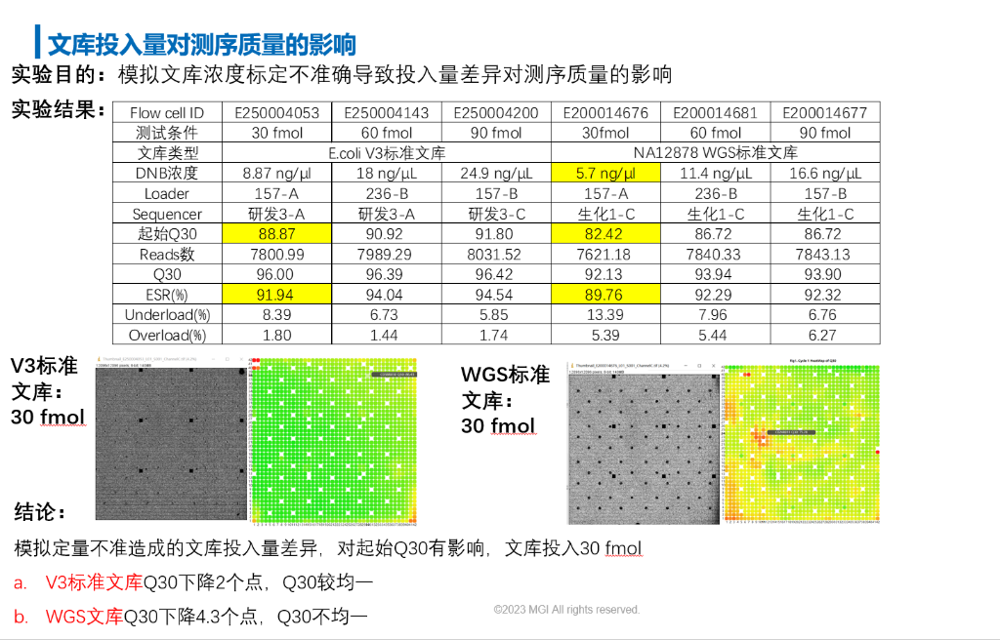 文库投入量对测序质量的影响
实验目的：模拟文库浓度标定不准确导致投入量差异对测序质量的影响
实验结果：
Flow cell ID E250004053 E250004143 E250004200 E200014676 E200014681 E200014677
测试条件 30 fmol 60 fmol 90 fmol 30fmol 60 fmol 90 fmol
文库类型 E.coli V3标准文库 NA12878 WGS标准文库
DNB浓度 8.87 ng/μl 18 ng/μL 24.9 ng/μL 5.7 ng/μl 11.4 ng/μL 16.6 ng/μL
Loader 157-A 236-B 157-B 157-A 236-B 157-B
Sequencer 研发3-A 研发3-A 研发3-C 生化1-C 生化1-C 生化1-C
起始Q30 88.87 90.92 91.80 82.42 86.72 86.72
Reads数 7800.99 7989.29 8031.52 7621.18 7840.33 7843.13
Q30 96.00 96.39 96.42 92.13 93.94 93.90
ESR(%) 91.94 94.04 94.54 89.76 92.29 92.32
Underload(%) 8.39 6.73 5.85 13.39 7.96 6.76
Overload(%) 1.80 1.44 1.74 5.39 5.44 6.27
V3标准
文库：
30 fmol
WGS标准
文库：
30 fmol
结论：
模拟定量不准造成的文库投入量差异，对起始Q30有影响，文库投入30 fmol
a. V3标准文库Q30下降2个点，Q30较均一
b. WGS文库Q30下降4.3个点，Q30不均一
©2023 MGI All rights reserved.